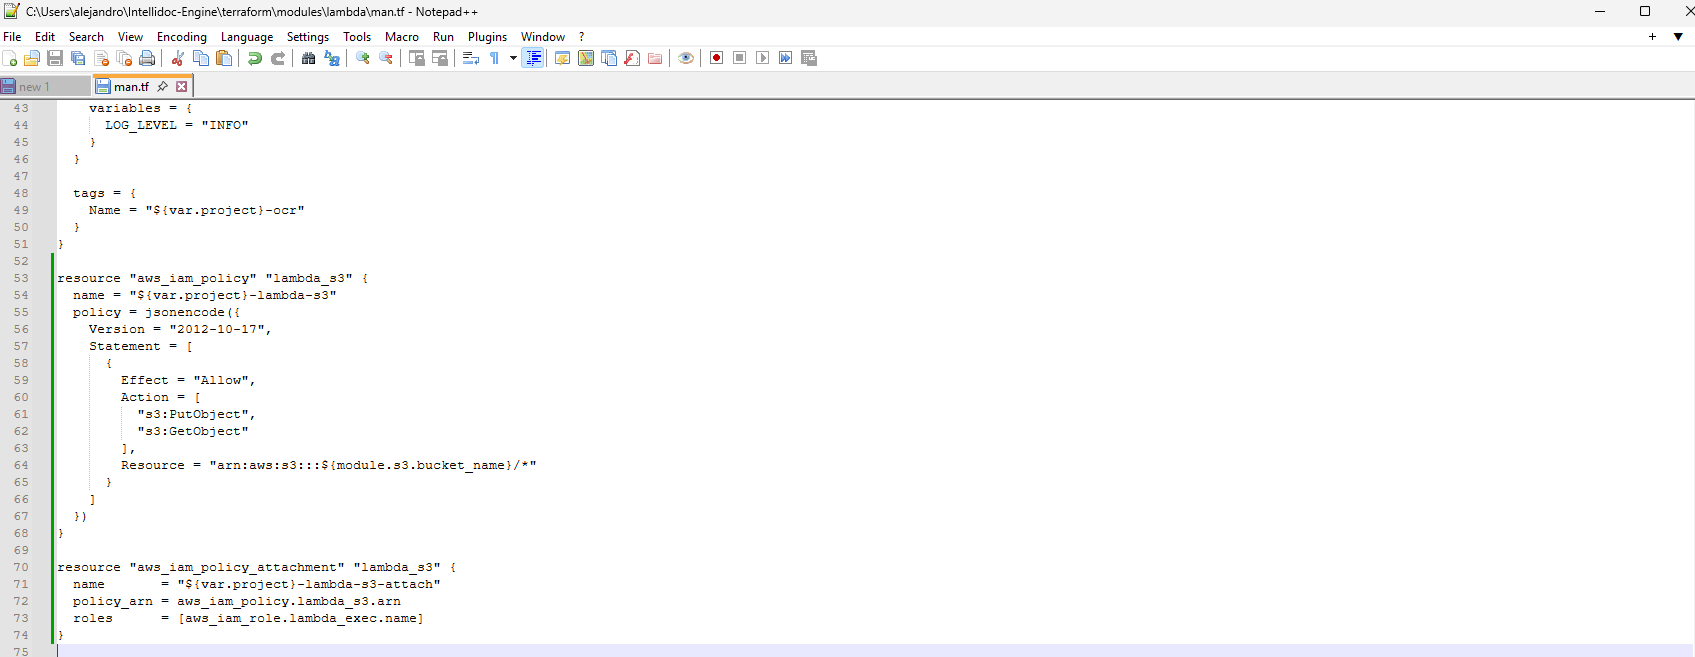 C:\Users\alejandro\Intellidoc-Engine\terraform\modules\lambda\man.tf - Notepad++
File Edit Search View Encoding Language Settings Tools Macro Run Plugins Window ?
new 1 man.tf
43 variables = {
44 LOG_LEVEL = "INFO"
45 }
46 }
47
48 tags = {
49 Name = "${var.project}-ocr"
50 }
51 }
52
53 resource "aws_iam_policy" "lambda_s3" {
54 name = "${var.project}-lambda-s3"
55 policy = jsonencode({
56 Version = "2012-10-17",
57 Statement = [
58 {
59 Effect = "Allow",
60 Action = [
61 "s3:PutObject",
62 "s3:GetObject"
63 ],
64 Resource = "arn:aws:s3:::${module.s3.bucket_name}/*"
65 }
66 ]
67 })
68 }
69
70 resource "aws_iam_policy_attachment" "lambda_s3" {
71 name = "${var.project}-lambda-s3-attach"
72 policy_arn = aws_iam_policy.lambda_s3.arn
73 roles = [aws_iam_role.lambda_exec.name]
74 }
75